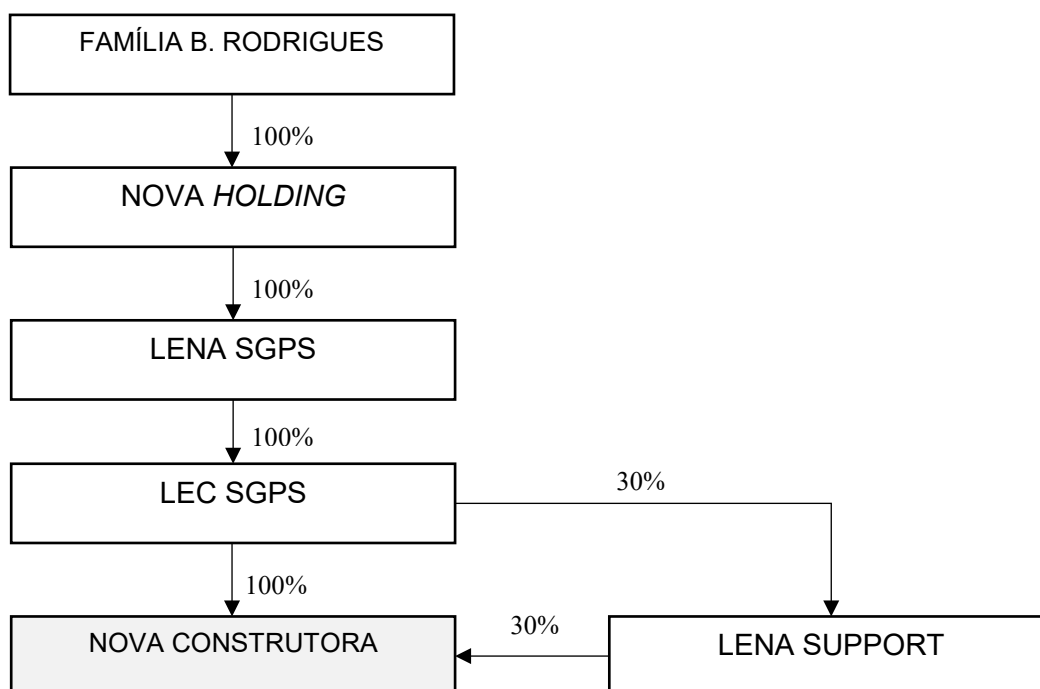 FAMÍLIA B. RODRIGUES
100%
NOVA HOLDING
100%
LENA SGPS
100%
LEC SGPS
30%
100%
NOVA CONSTRUTORA
30%
LENA SUPPORT